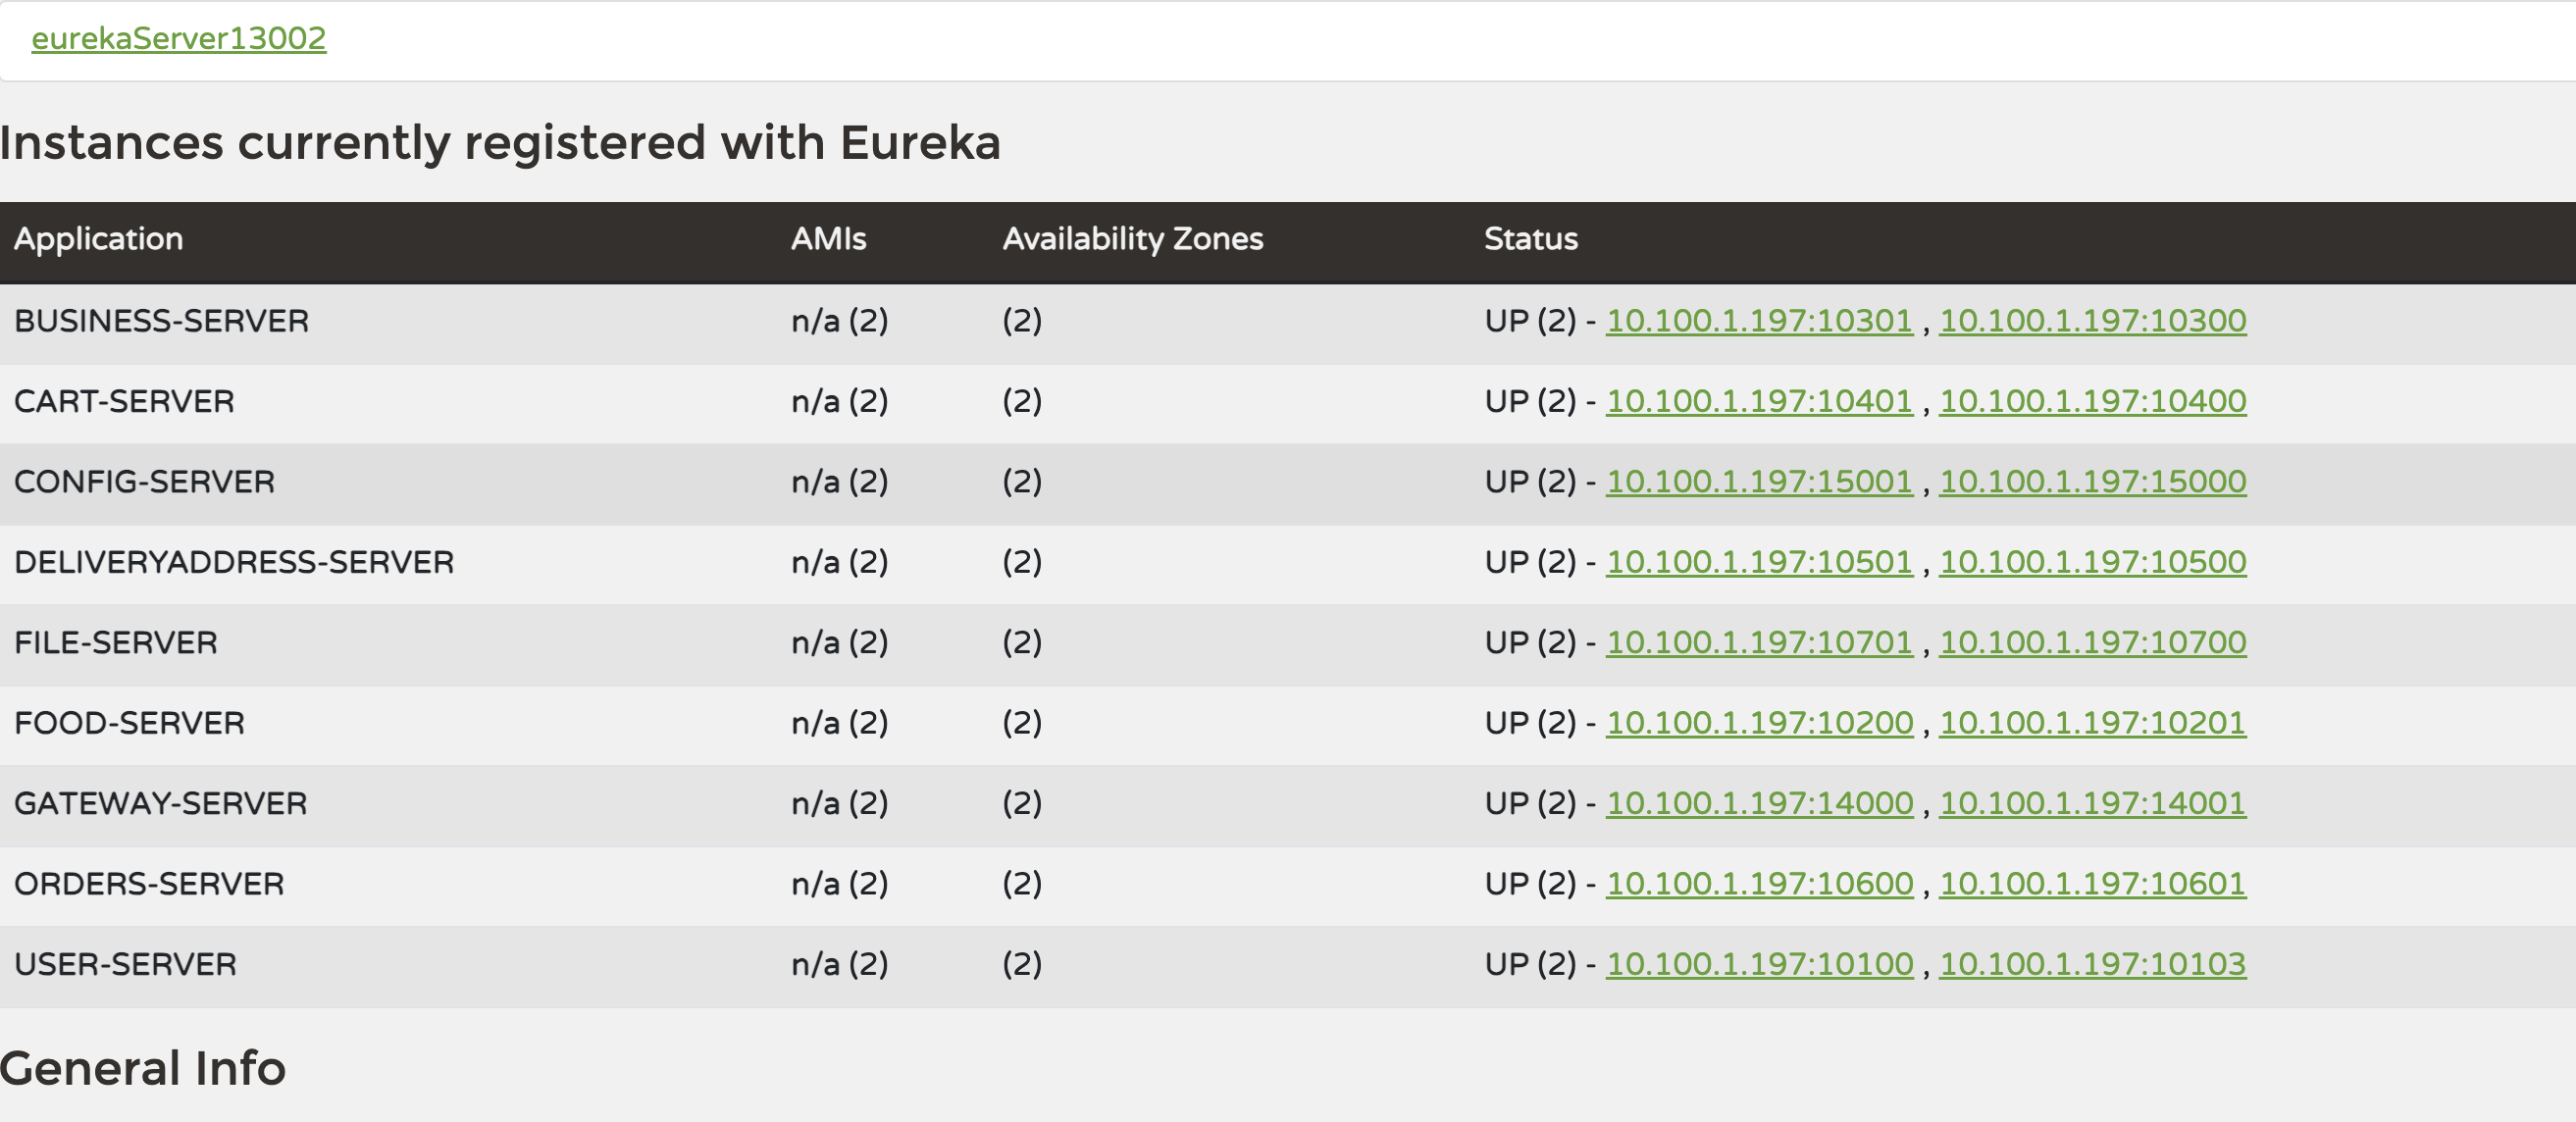 eurekaServer13002
Instances currently registered with Eureka
Application AMIs Availability Zones Status
BUSINESS-SERVER n/a (2) (2) UP (2) - 10.100.1.197:10301 , 10.100.1.197:10300
CART-SERVER n/a (2) (2) UP (2) - 10.100.1.197:10401 , 10.100.1.197:10400
CONFIG-SERVER n/a (2) (2) UP (2) - 10.100.1.197:15001 , 10.100.1.197:15000
DELIVERYADDRESS-SERVER n/a (2) (2) UP (2) - 10.100.1.197:10501 , 10.100.1.197:10500
FILE-SERVER n/a (2) (2) UP (2) - 10.100.1.197:10701 , 10.100.1.197:10700
FOOD-SERVER n/a (2) (2) UP (2) - 10.100.1.197:10200 , 10.100.1.197:10201
GATEWAY-SERVER n/a (2) (2) UP (2) - 10.100.1.197:14000 , 10.100.1.197:14001
ORDERS-SERVER n/a (2) (2) UP (2) - 10.100.1.197:10600 , 10.100.1.197:10601
USER-SERVER n/a (2) (2) UP (2) - 10.100.1.197:10100 , 10.100.1.197:10103
General Info